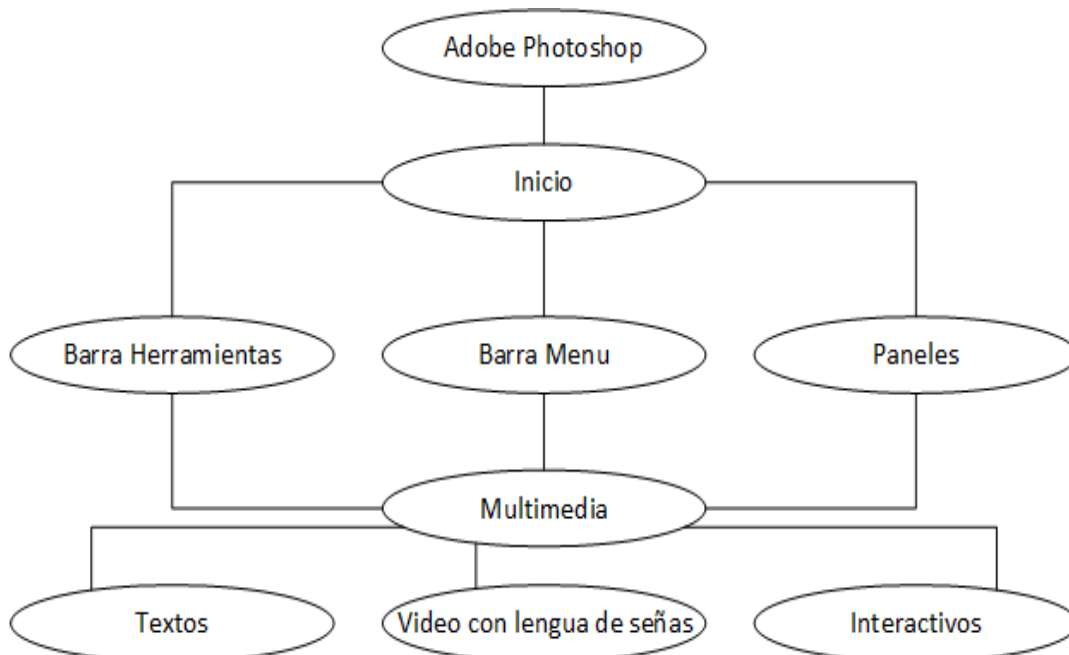 Adobe Photoshop
Inicio
Barra Herramientas
Barra Menu
Paneles
Multimedia
Textos
Video con lengua de señas
Interactivos